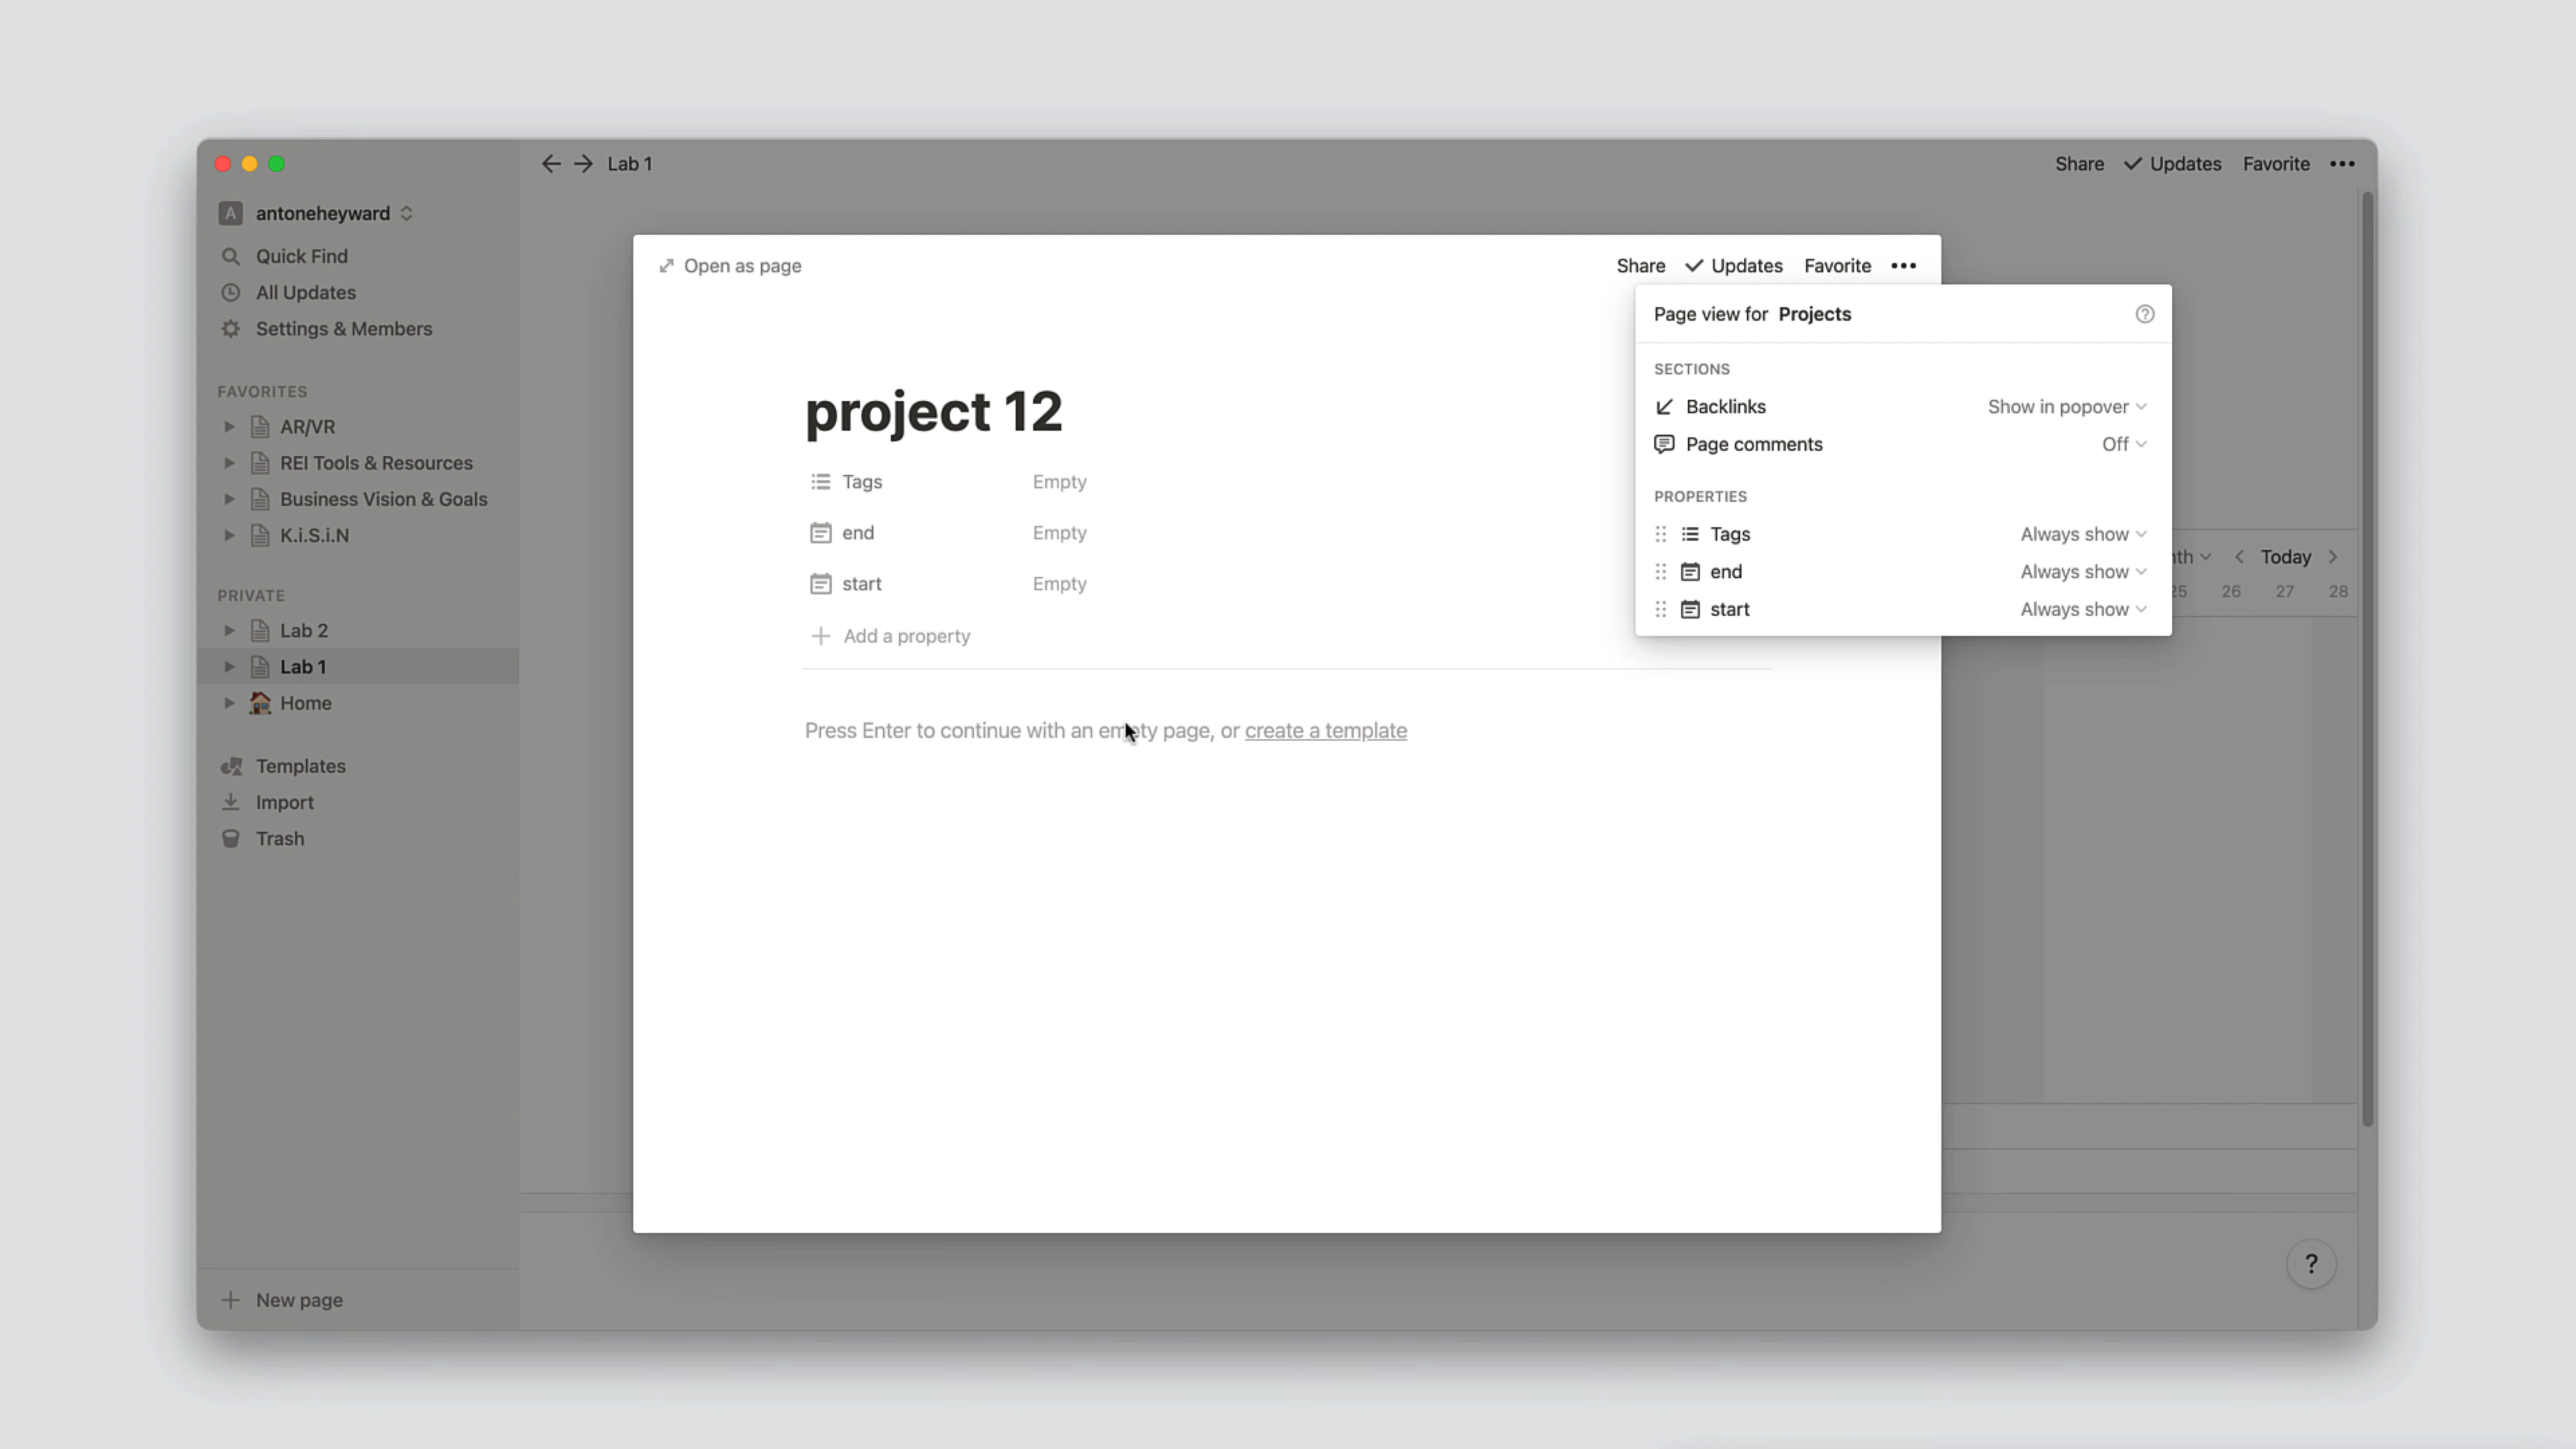 Lab 1
Share
Updates
Favorite
A
antoneheyward
Quick Find
All Updates
Settings & Members
FAVORITES
AR/VR
REI Tools & Resources
Business Vision & Goals
K.i.S.i.N
PRIVATE
Lab 2
Lab 1
Home
Templates
Import
Trash
New page
Open as page
Share
Updates
Favorite
project 12
Tags Empty
end Empty
start Empty
Add a property
Press Enter to continue with an empty page, or create a template
Page view for Projects
SECTIONS
Backlinks Show in popover
Page comments Off
PROPERTIES
Tags Always show
end Always show
start Always show
Today
26 27 28
?